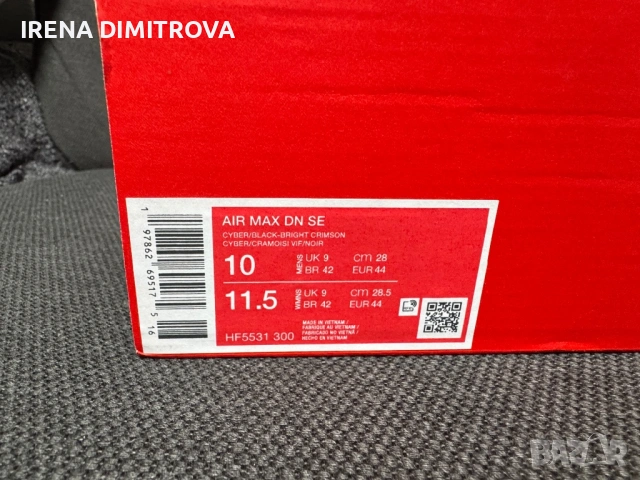 IRENA DIMITROVA
AIR MAX DN SE
CYBER/BLACK-BRIGHT CRIMSON
CYBER/CRAMOISI VIF/NOIR
10 MENS UK 9 CM 28
BR 42 EUR 44
11.5 WMNS UK 9 CM 28.5
BR 42 EUR 44
HF5531 300
MADE IN VIETNAM /
FABRIQUÉ AU VIETNAM /
FABRICADO NO VIETNÃ /
HECHO EN VIETNAM
1 97862 69517 5 16
BAZAR